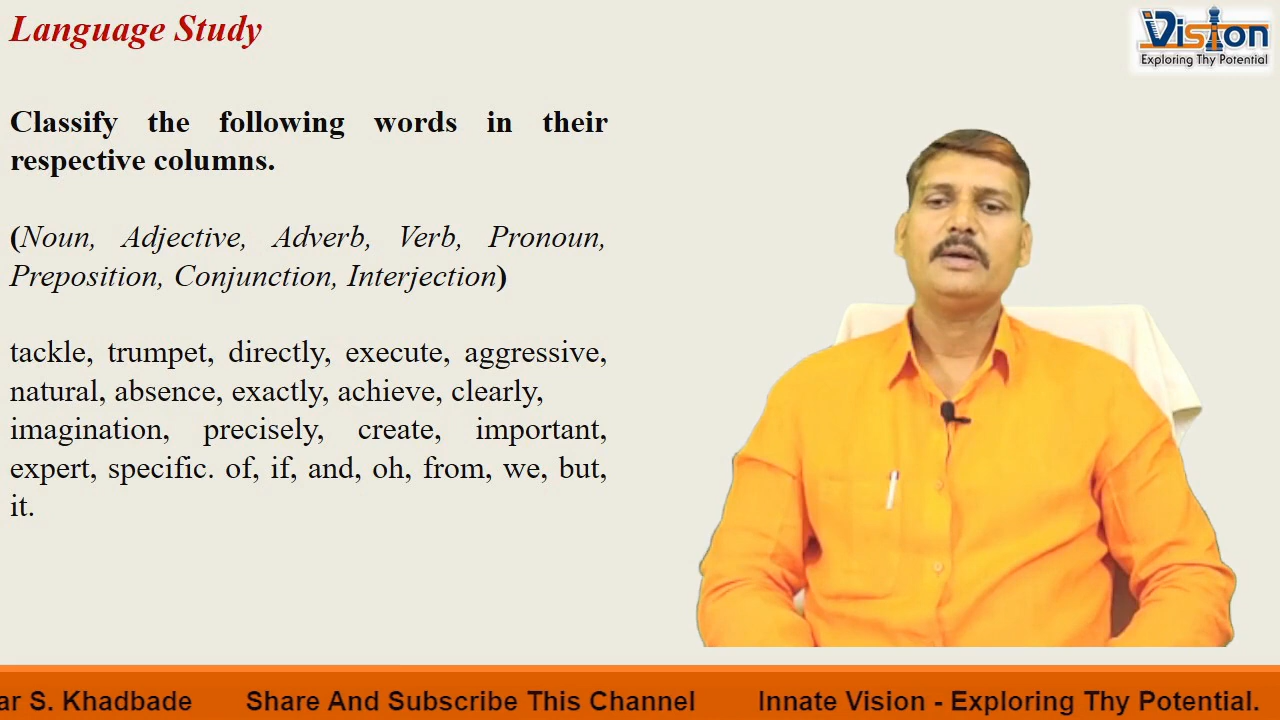 Language Study
Vision
Exploring Thy Potential
Classify the following words in their
respective columns.
(Noun, Adjective, Adverb, Verb, Pronoun,
Preposition, Conjunction, Interjection)
tackle, trumpet, directly, execute, aggressive,
natural, absence, exactly, achieve, clearly,
imagination, precisely, create, important,
expert, specific. of, if, and, oh, from, we, but,
it.
ar S. Khadbade Share And Subscribe This Channel Innate Vision - Exploring Thy Potential.